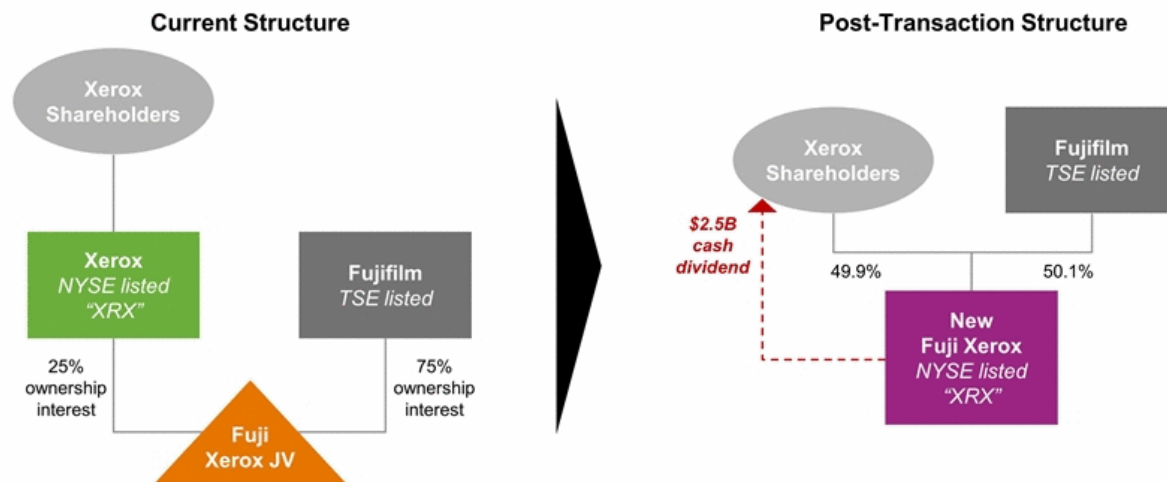 Current Structure
Xerox
Shareholders
Xerox
NYSE listed
“XRX”
Fujifilm
TSE listed
25%
ownership
interest
75%
ownership
interest
Fuji
Xerox JV
Post-Transaction Structure
Xerox
Shareholders
Fujifilm
TSE listed
$2.5B
cash
dividend
49.9%
50.1%
New
Fuji Xerox
NYSE listed
“XRX”